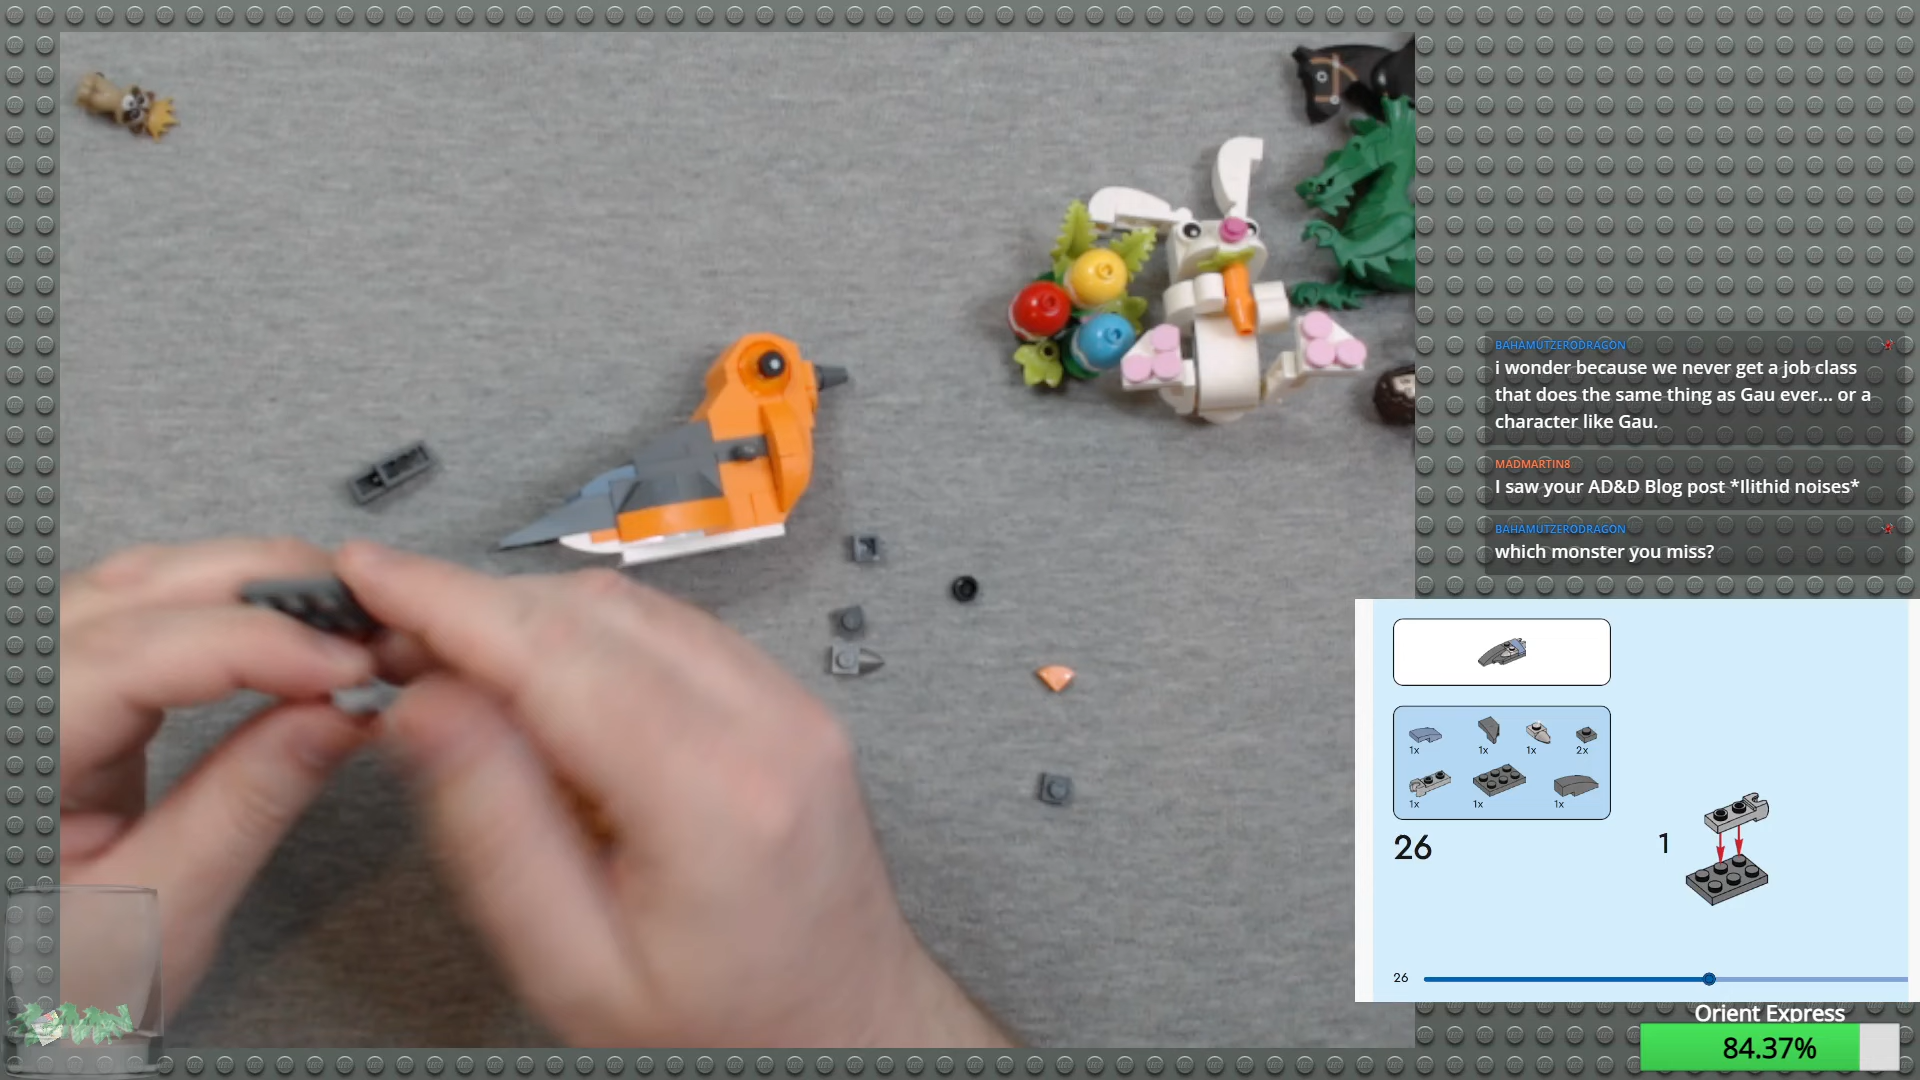 BAHAMUTZERODRAGON
i wonder because we never get a job class
that does the same thing as Gau ever... or a
character like Gau.
MADMARTIN8
I saw your AD&D Blog post *Ilithid noises*
BAHAMUTZERODRAGON
which monster you miss?
1x 1x 1x 2x
1x 1x 1x
26
1
26
Orient Express
84.37%